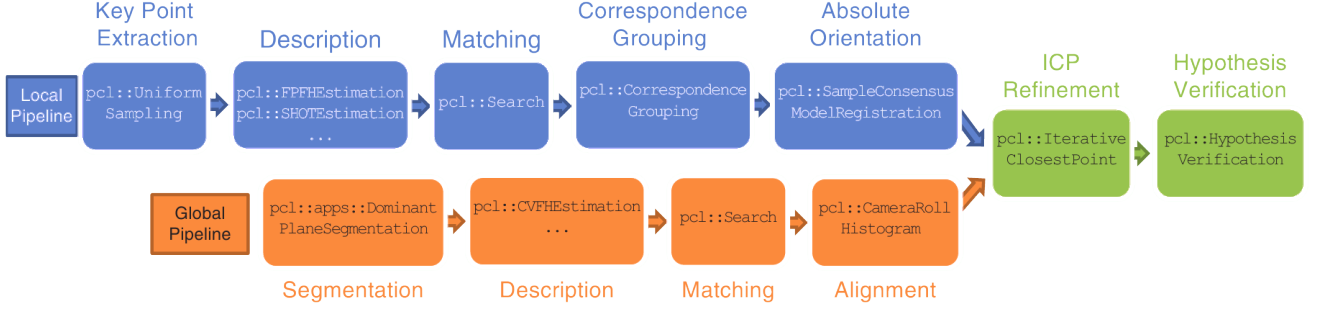 Key Point
Extraction
Description
Matching
Correspondence
Grouping
Absolute
Orientation
ICP
Refinement
Hypothesis
Verification
Local
Pipeline
pcl::Uniform
Sampling
pcl::FPFHEstimation
pcl::SHOTEstimation
...
pcl::Search
pcl::Correspondence
Grouping
pcl::SampleConsensus
ModelRegistration
pcl::Iterative
ClosestPoint
pcl::Hypothesis
Verification
Global
Pipeline
pcl::apps::Dominant
PlaneSegmentation
pcl::CVFHEstimation
...
pcl::Search
pcl::CameraRoll
Histogram
Segmentation
Description
Matching
Alignment